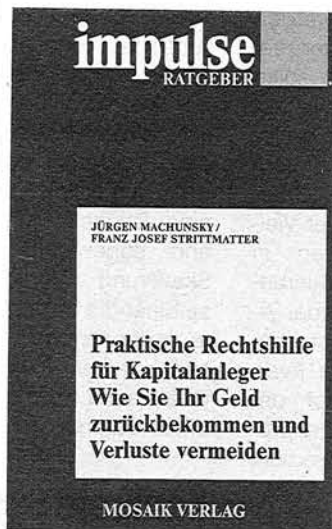 impulse
RATGEBER
JÜRGEN MACHUNSKY/
FRANZ JOSEF STRITTMATTER
Praktische Rechtshilfe
für Kapitalanleger
Wie Sie Ihr Geld
zurückbekommen und
Verluste vermeiden
MOSAIK VERLAG